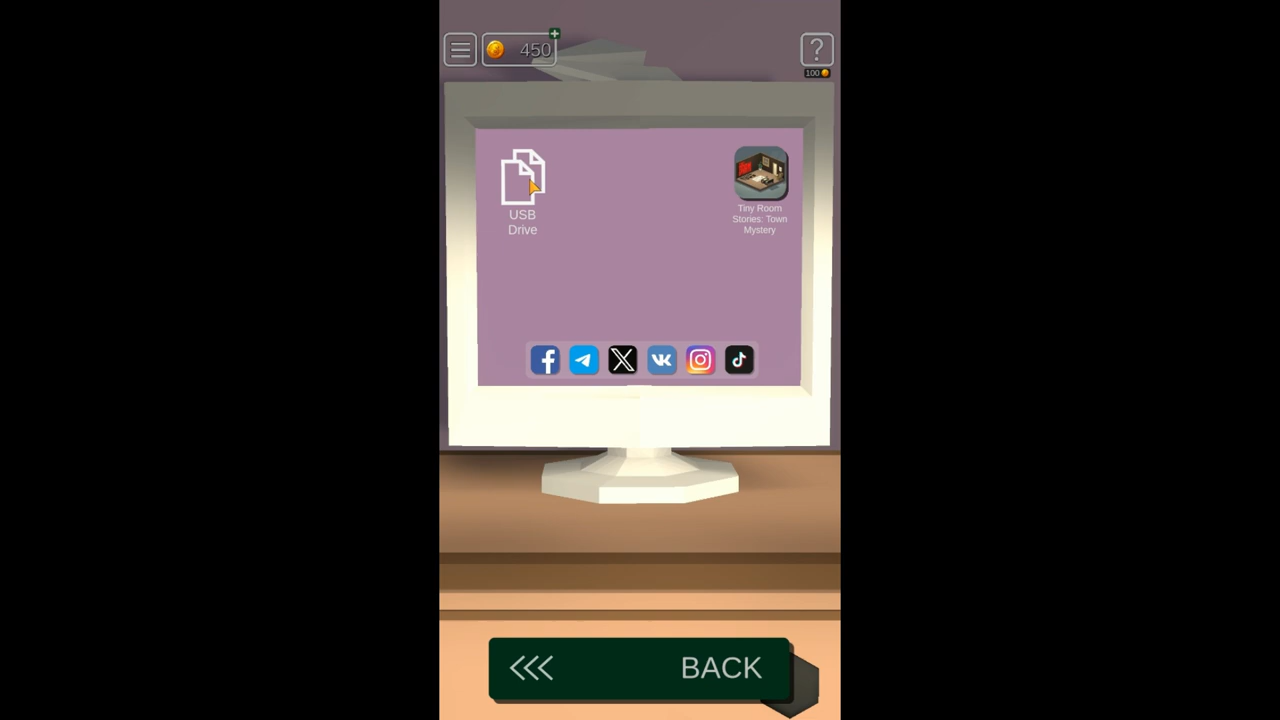 450
?
100
USB
Drive
Tiny Room
Stories: Town
Mystery
BACK